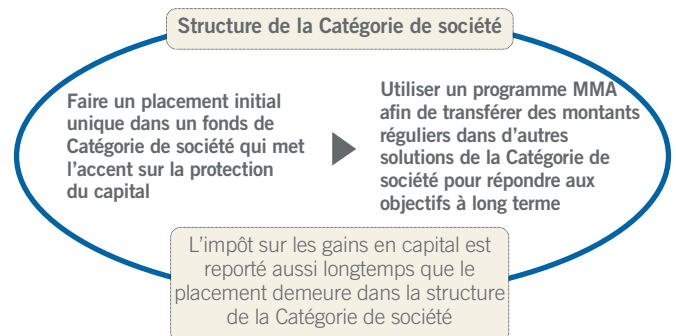 Structure de la Catégorie de société
Faire un placement initial
unique dans un fonds de
Catégorie de société qui met
l'accent sur la protection
du capital
Utiliser un programme MMA
afin de transférer des montants
réguliers dans d'autres
solutions de la Catégorie de
société pour répondre aux
objectifs à long terme
L'impôt sur les gains en capital est
reporté aussi longtemps que le
placement demeure dans la structure
de la Catégorie de société